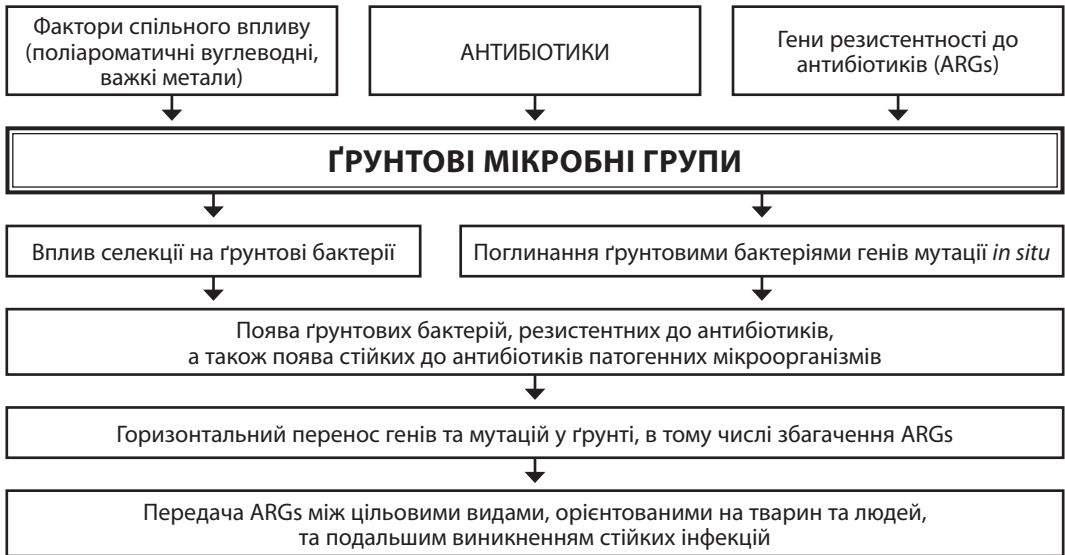 Фактори спільного впливу
(поліароматичні вуглеводні,
важкі метали)
АНТИБІОТИКИ
Гени резистентності до
антибіотиків (ARGs)
ҐРУНТОВІ МІКРОБНІ ГРУПИ
Вплив селекції на ґрунтові бактерії
Поглинання ґрунтовими бактеріями генів мутації in situ
Поява ґрунтових бактерій, резистентних до антибіотиків,
а також поява стійких до антибіотиків патогенних мікроорганізмів
Горизонтальний перенос генів та мутацій у ґрунті, в тому числі збагачення ARGs
Передача ARGs між цільовими видами, орієнтованими на тварин та людей,
та подальшим виникненням стійких інфекцій